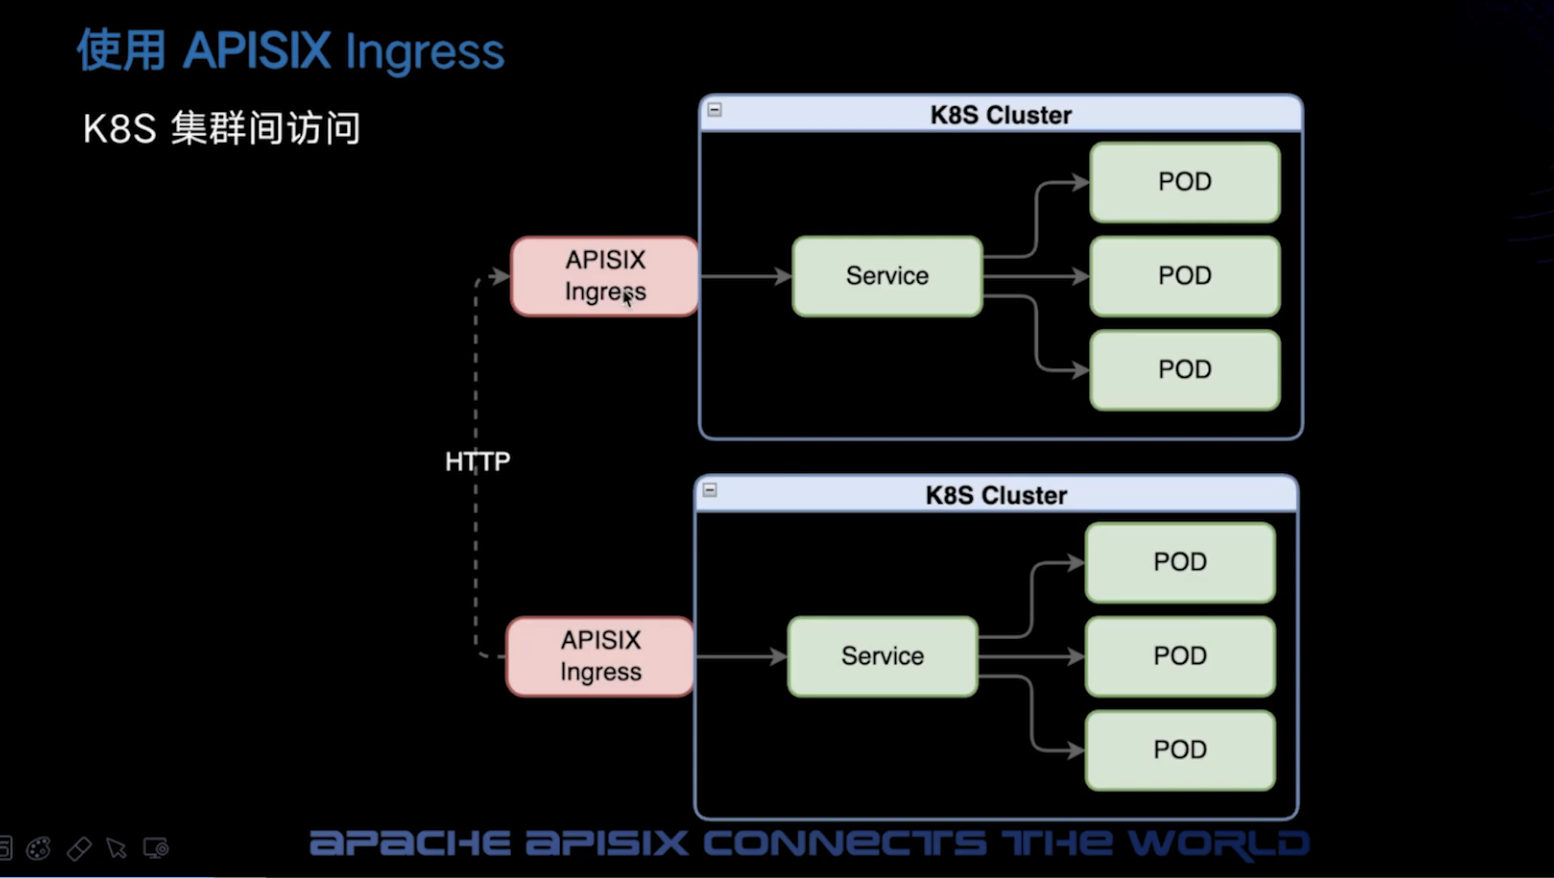 使用 APISIX Ingress
K8S 集群间访问
K8S Cluster
POD
APISIX
Ingress
Service
POD
POD
HTTP
K8S Cluster
POD
APISIX
Ingress
Service
POD
POD
APACHE APISIX CONNECTS THE WORLD